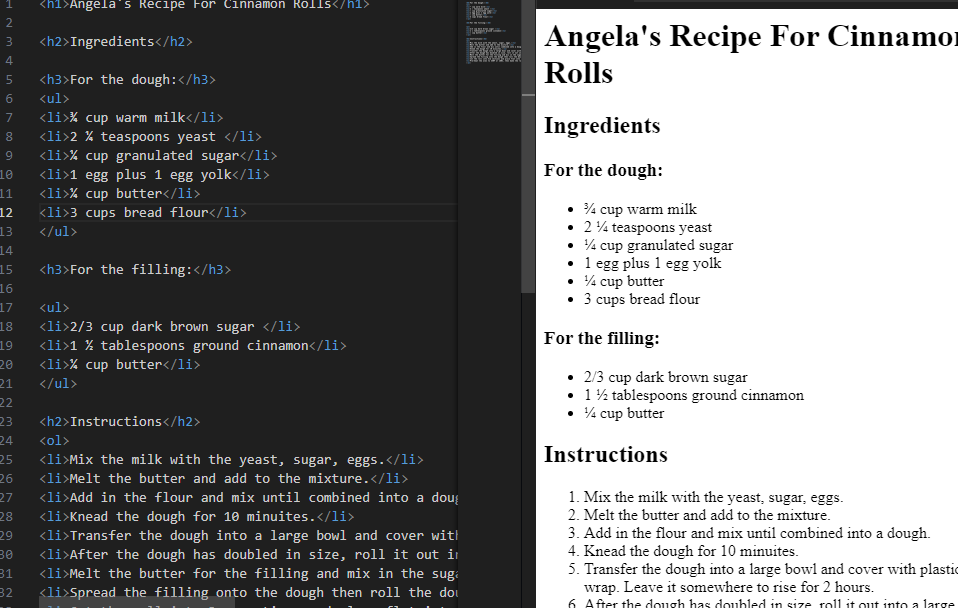 1 <h1>Angela's Recipe For Cinnamon Rolls</h1>
2
3 <h2>Ingredients</h2>
4
5 <h3>For the dough:</h3>
6 <ul>
7 <li>¾ cup warm milk</li>
8 <li>2 ¼ teaspoons yeast </li>
9 <li>¼ cup granulated sugar</li>
10 <li>1 egg plus 1 egg yolk</li>
11 <li>¼ cup butter</li>
12 <li>3 cups bread flour</li>
13 </ul>
14
15 <h3>For the filling:</h3>
16
17 <ul>
18 <li>2/3 cup dark brown sugar </li>
19 <li>1 ½ tablespoons ground cinnamon</li>
20 <li>¼ cup butter</li>
21 </ul>
22
23 <h2>Instructions</h2>
24 <ol>
25 <li>Mix the milk with the yeast, sugar, eggs.</li>
26 <li>Melt the butter and add to the mixture.</li>
27 <li>Add in the flour and mix until combined into a doug
28 <li>Knead the dough for 10 minuites.</li>
29 <li>Transfer the dough into a large bowl and cover with
30 <li>After the dough has doubled in size, roll it out in
31 <li>Melt the butter for the filling and mix in the suga
32 <li>Spread the filling onto the dough then roll the dou
Angela's Recipe For Cinnamon
Rolls
Ingredients
For the dough:
• ¾ cup warm milk
• 2 ¼ teaspoons yeast
• ¼ cup granulated sugar
• 1 egg plus 1 egg yolk
• ¼ cup butter
• 3 cups bread flour
For the filling:
• 2/3 cup dark brown sugar
• 1 ½ tablespoons ground cinnamon
• ¼ cup butter
Instructions
1. Mix the milk with the yeast, sugar, eggs.
2. Melt the butter and add to the mixture.
3. Add in the flour and mix until combined into a dough.
4. Knead the dough for 10 minuites.
5. Transfer the dough into a large bowl and cover with plastic
wrap. Leave it somewhere to rise for 2 hours.
6. After the dough has doubled in size, roll it out into a large